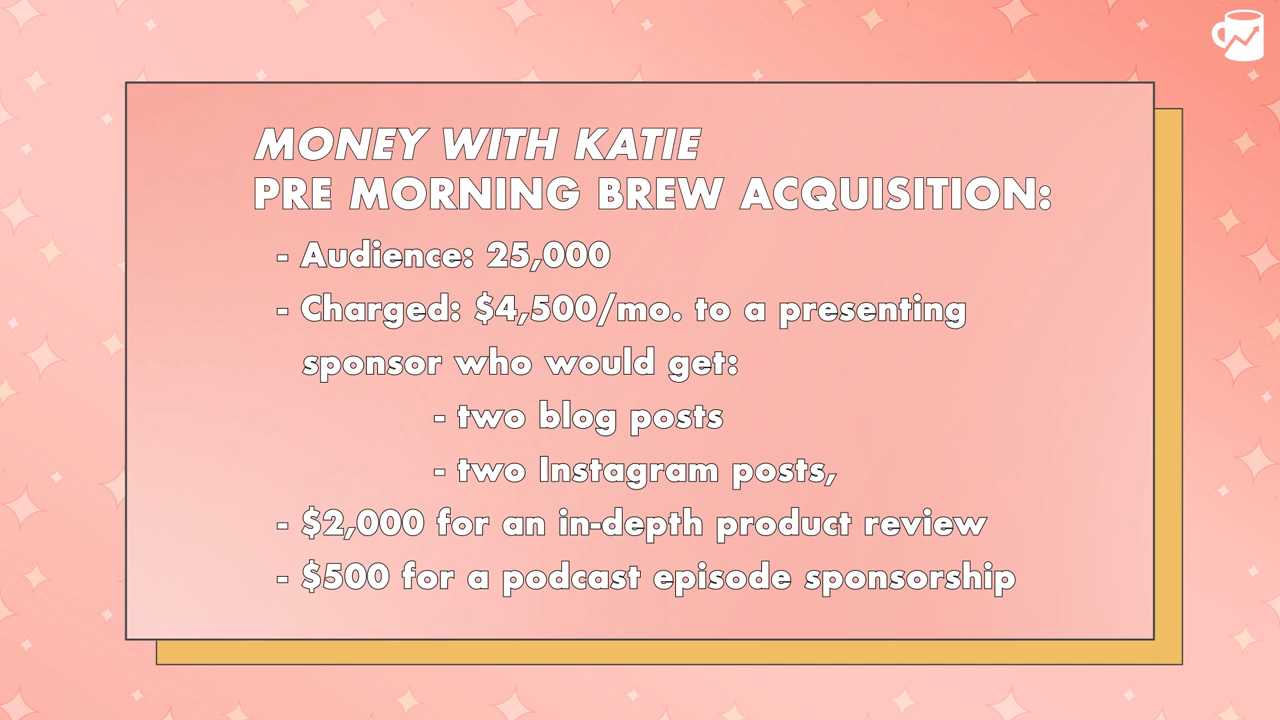 MONEY WITH KATIE
PRE MORNING BREW ACQUISITION:
- Audience: 25,000
- Charged: $4,500/mo. to a presenting
sponsor who would get:
- two blog posts
- two Instagram posts,
- $2,000 for an in-depth product review
- $500 for a podcast episode sponsorship